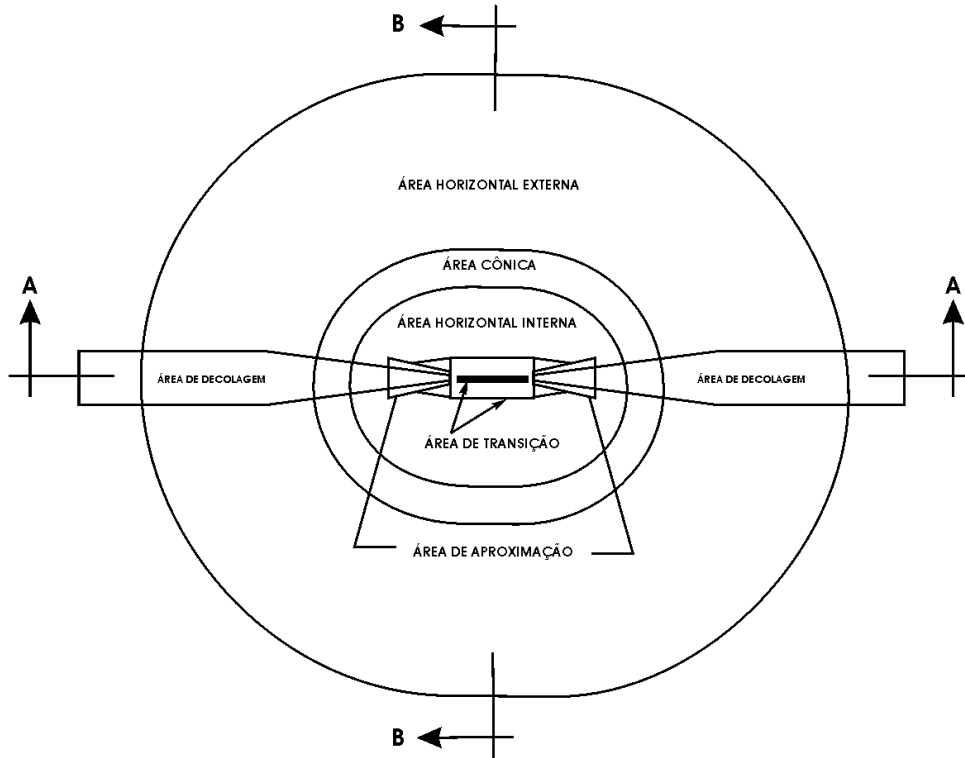 B
ÁREA HORIZONTAL EXTERNA
ÁREA CÔNICA
A
A
ÁREA HORIZONTAL INTERNA
ÁREA DE DECOLAGEM
ÁREA DE DECOLAGEM
ÁREA DE TRANSIÇÃO
ÁREA DE APROXIMAÇÃO
B